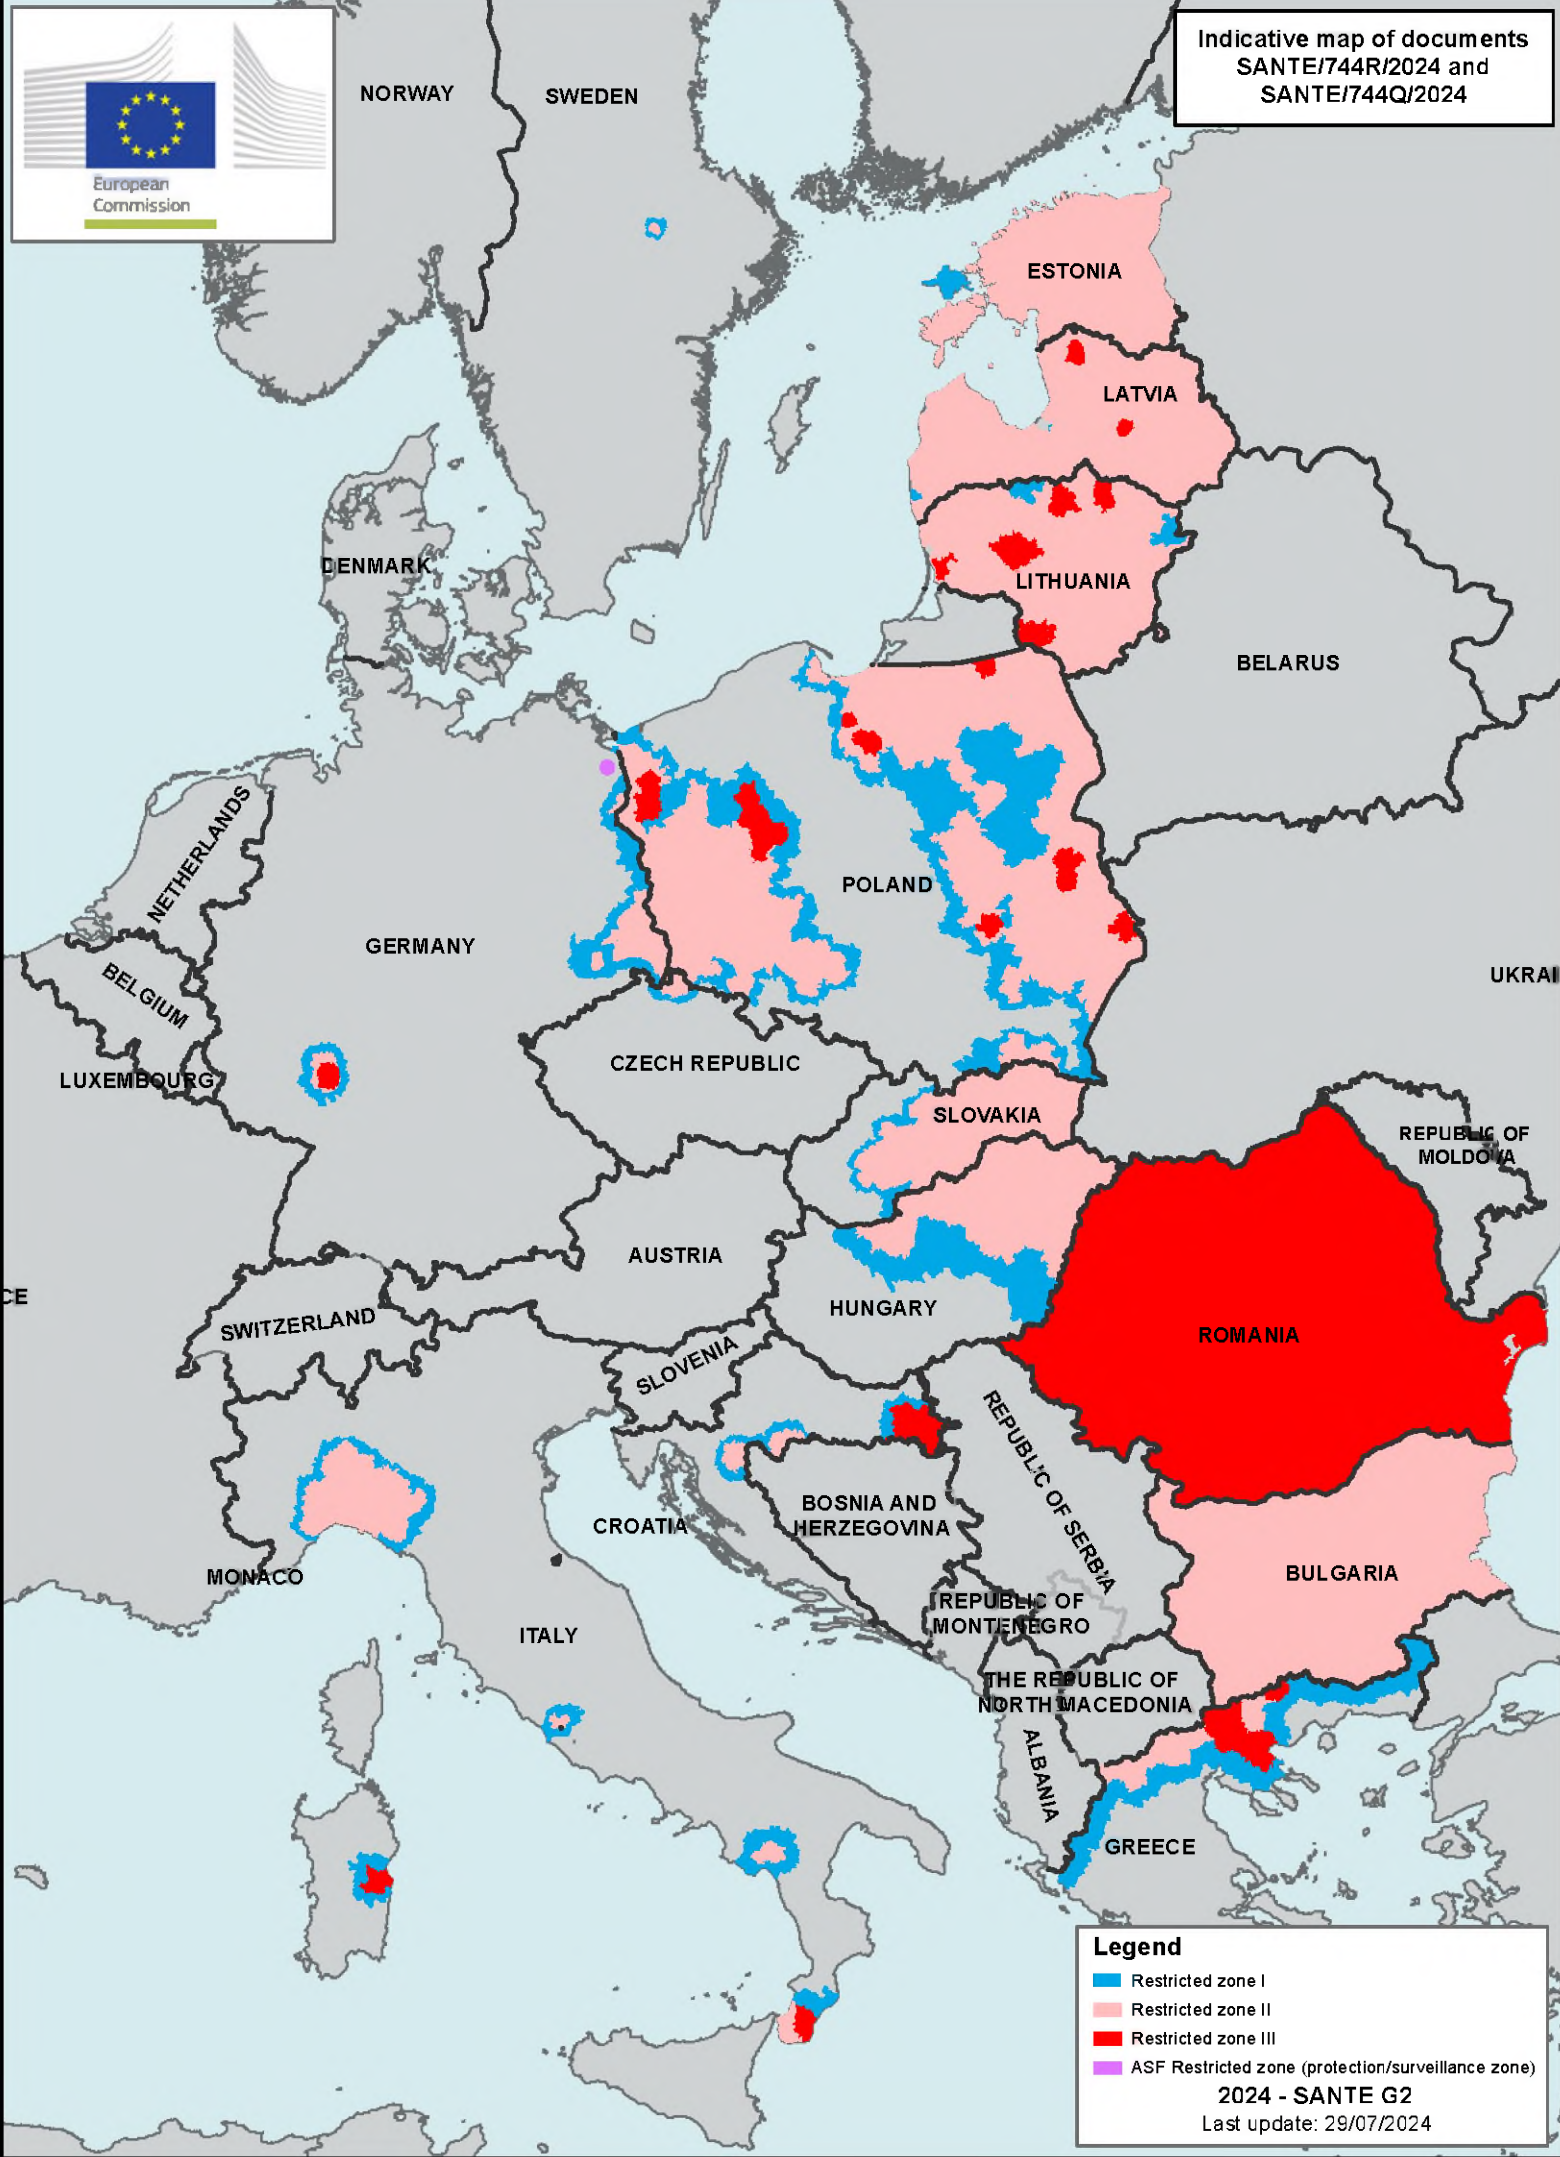 European
Commission
Indicative map of documents
SANTE/744R/2024 and
SANTE/744Q/2024
NORWAY
SWEDEN
ESTONIA
LATVIA
DENMARK
LITHUANIA
BELARUS
NETHERLANDS
POLAND
GERMANY
BELGIUM
UKRAI
LUXEMBOURG
CZECH REPUBLIC
SLOVAKIA
REPUBLIC OF
MOLDOVA
AUSTRIA
CE
SWITZERLAND
HUNGARY
ROMANIA
SLOVENIA
REPUBLIC OF SERBIA
BOSNIA AND
HERZEGOVINA
CROATIA
MONACO
BULGARIA
REPUBLIC OF
MONTENEGRO
ITALY
THE REPUBLIC OF
NORTH MACEDONIA
ALBANIA
GREECE
Legend
Restricted zone I
Restricted zone II
Restricted zone III
ASF Restricted zone (protection/surveillance zone)
2024 - SANTE G2
Last update: 29/07/2024